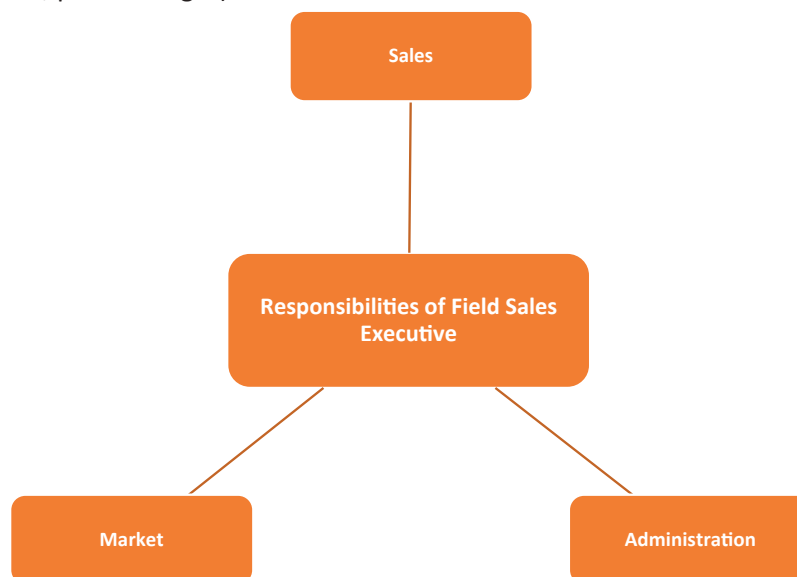 Sales
Responsibilities of Field Sales
Executive
Market
Administration